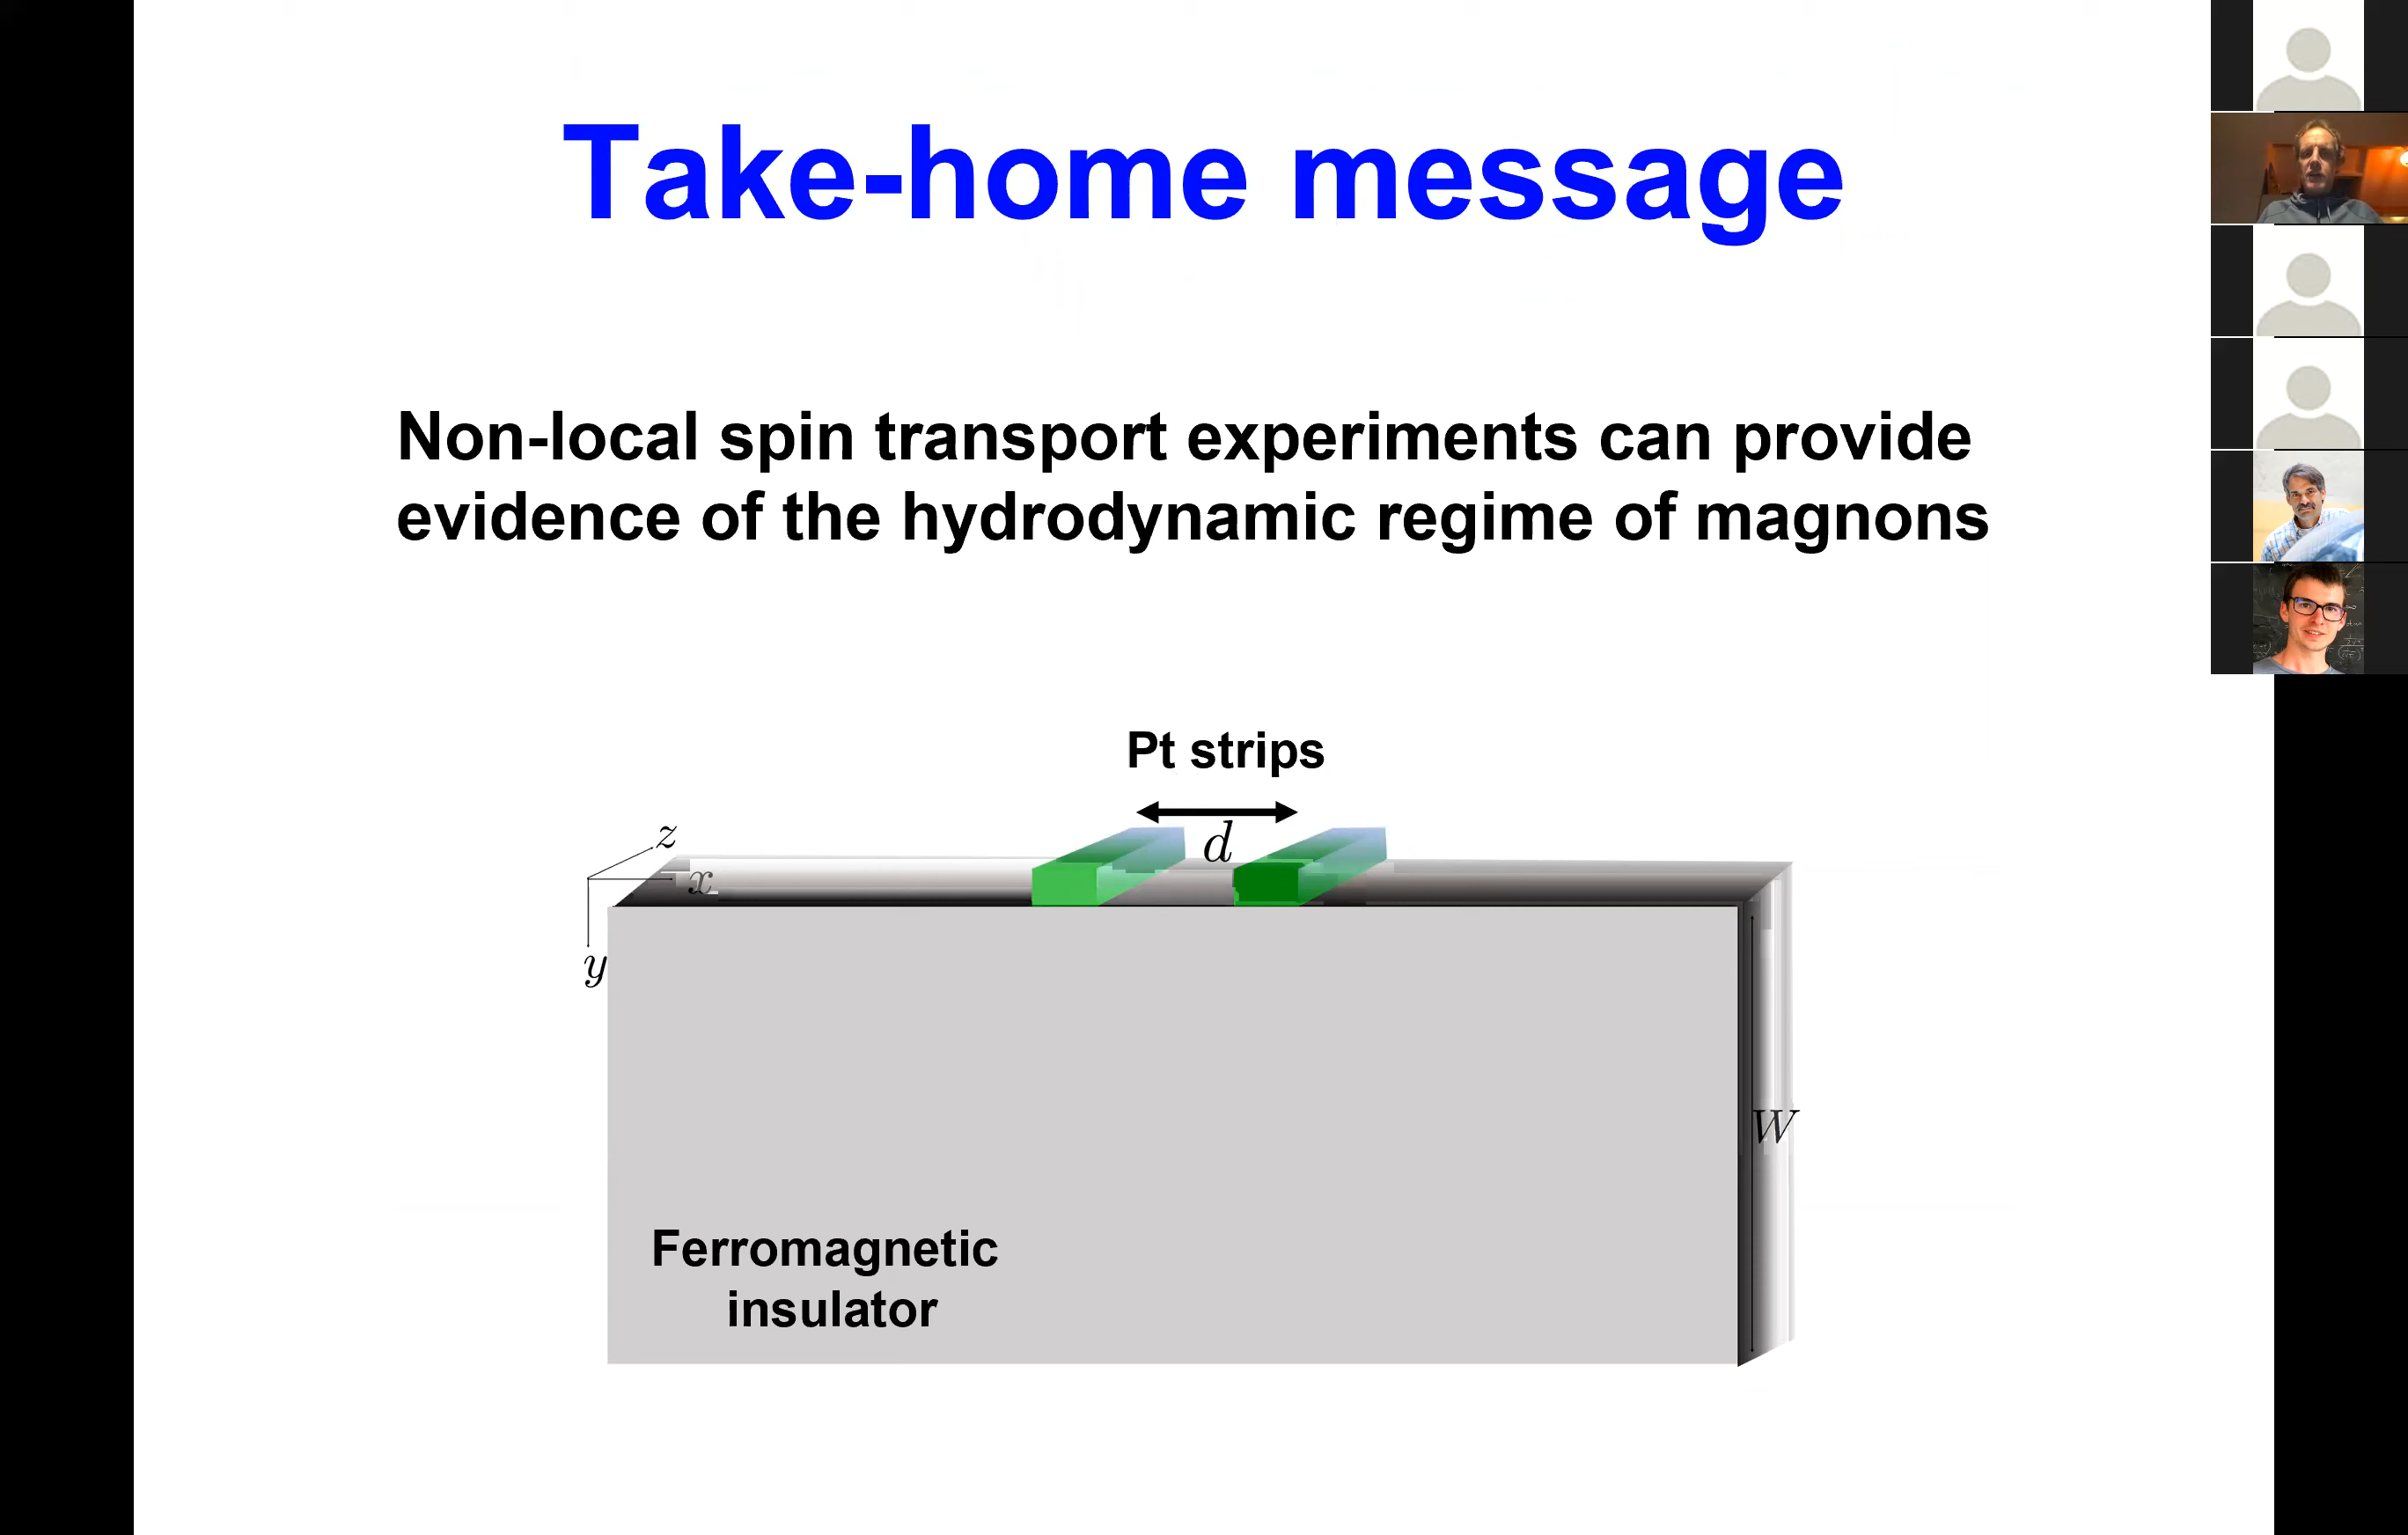 Take-home message
Non-local spin transport experiments can provide
evidence of the hydrodynamic regime of magnons
Pt strips
d
z
x
y
W
Ferromagnetic
insulator